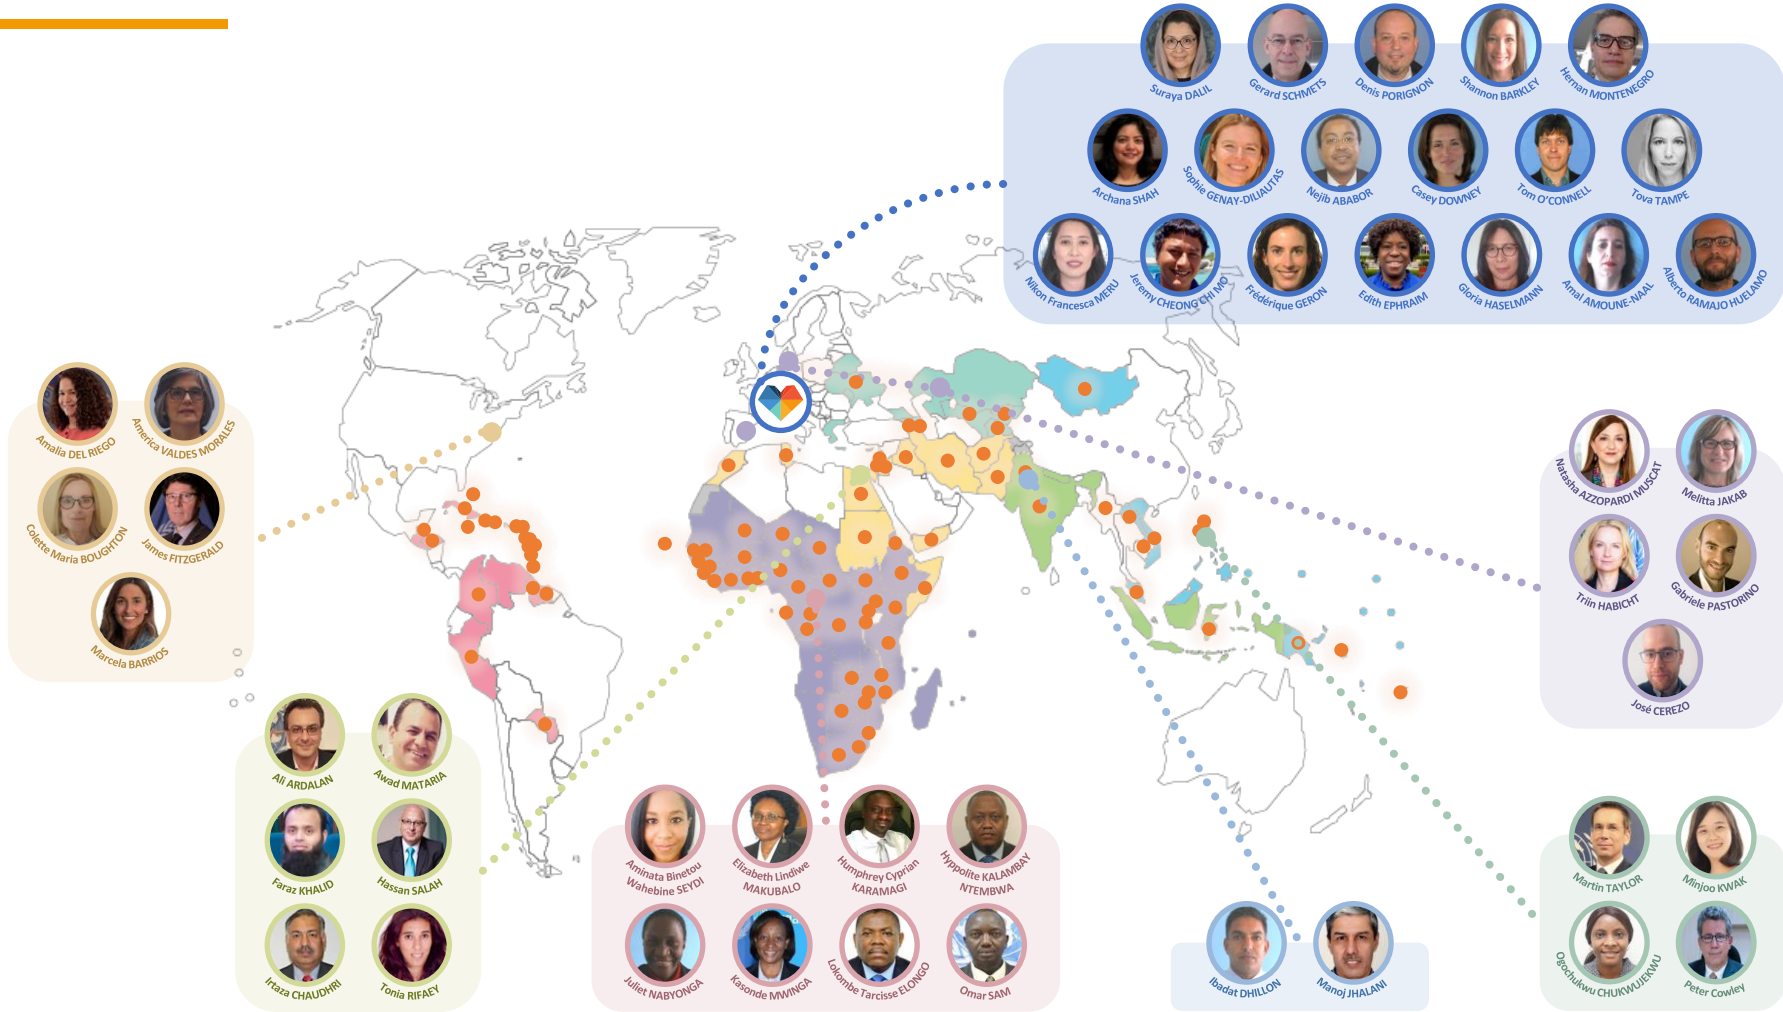 Suraya DALIL
Gerard SCHMETS
Denis PORIGNON
Shannon BARKLEY
Hernan MONTENEGRO
Archana SHAH
Sophie GENAY-DILIAUTAS
Nejib ABABOR
Casey DOWNEY
Tom O'CONNELL
Tova TAMPE
Nikon Francesca MERU
Jeremy CHEONG CHI MO
Frédérique GERON
Edith EPHRAIM
Gloria HASELMANN
Amal AMOUNE-NAAL
Alberto RAMAJO HUELAMO
Amalia DEL RIEGO
America VALDES MORALES
Colette Maria BOUGHTON
James FITZGERALD
Marcela BARRIOS
Natasha AZZOPARDI MUSCAT
Melitta JAKAB
Triin HABICHT
Gabriele PASTORINO
José CEREZO
Ali ARDALAN
Awad MATARIA
Faraz KHALID
Hassan SALAH
Irtaza CHAUDHRI
Tonia RIFAEY
Aminata Binetou
Wahebine SEYDI
Elizabeth Lindiwe
MAKUBALO
Humphrey Cyprian
KARAMAGI
Hyppolite KALAMBAY
NTEMBWA
Juliet NABYONGA
Kasonde MWINGA
Lokombe Tarcisse ELONGO
Omar SAM
Ibadat DHILLON
Manoj JHALANI
Martin TAYLOR
Minjoo KWAK
Ogochukwu CHUKWUJEKWU
Peter Cowley